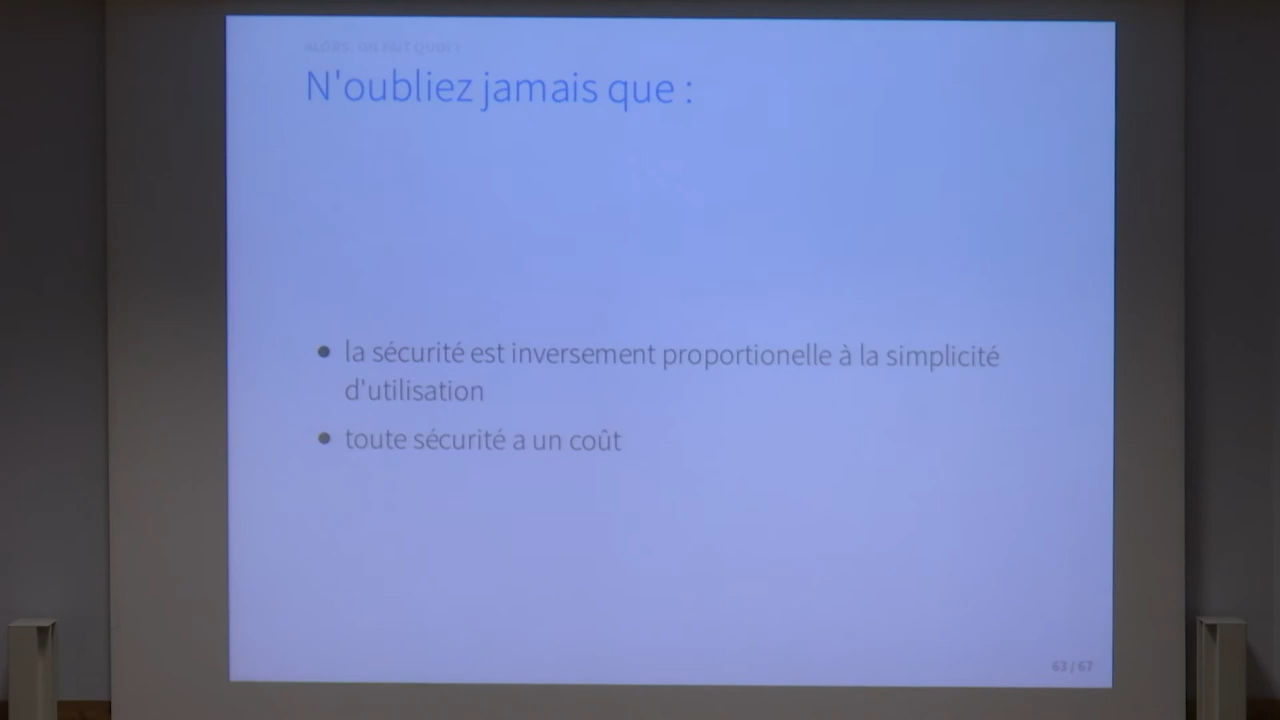 ALORS, ON FAIT QUOI ?
N'oubliez jamais que :
● la sécurité est inversement proportionelle à la simplicité
d'utilisation
● toute sécurité a un coût
63 / 67